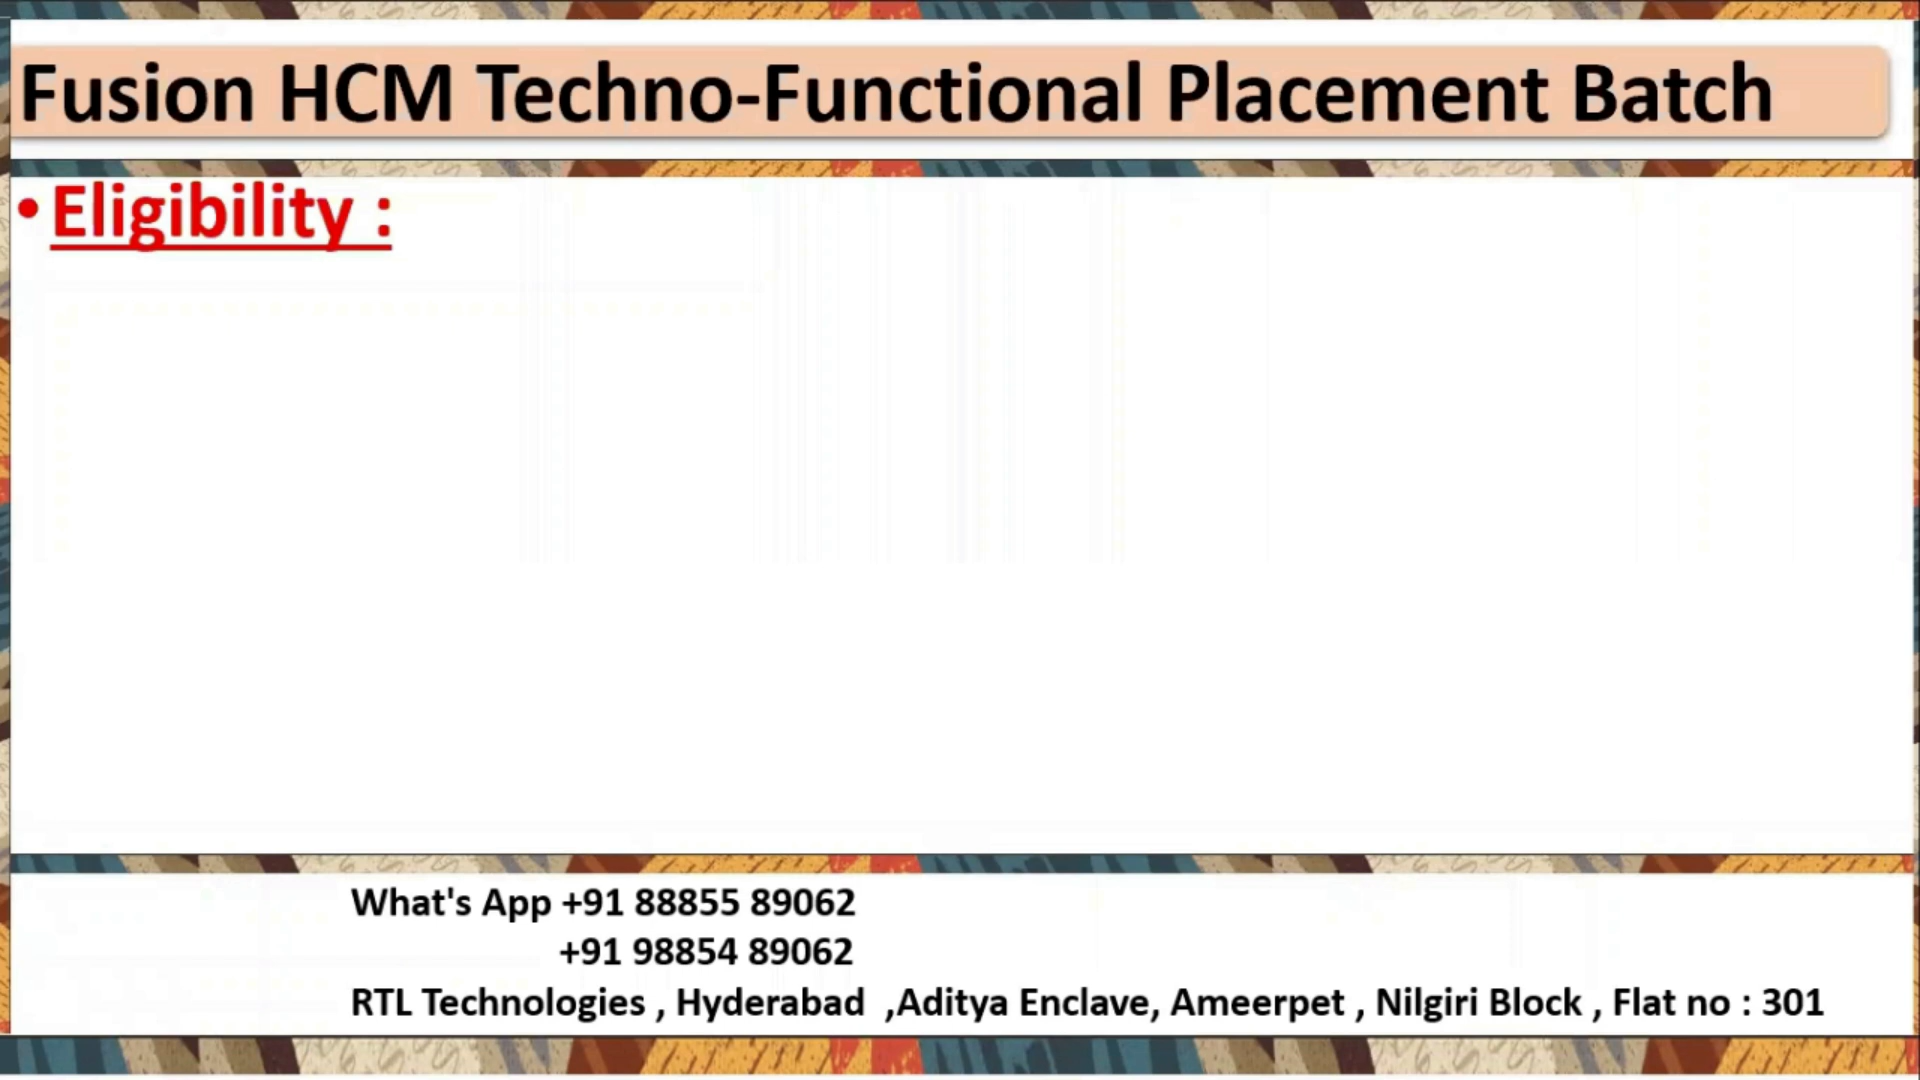 Fusion HCM Techno-Functional Placement Batch
• Eligibility :
What's App +91 88855 89062
+91 98854 89062
RTL Technologies , Hyderabad ,Aditya Enclave, Ameerpet , Nilgiri Block , Flat no : 301